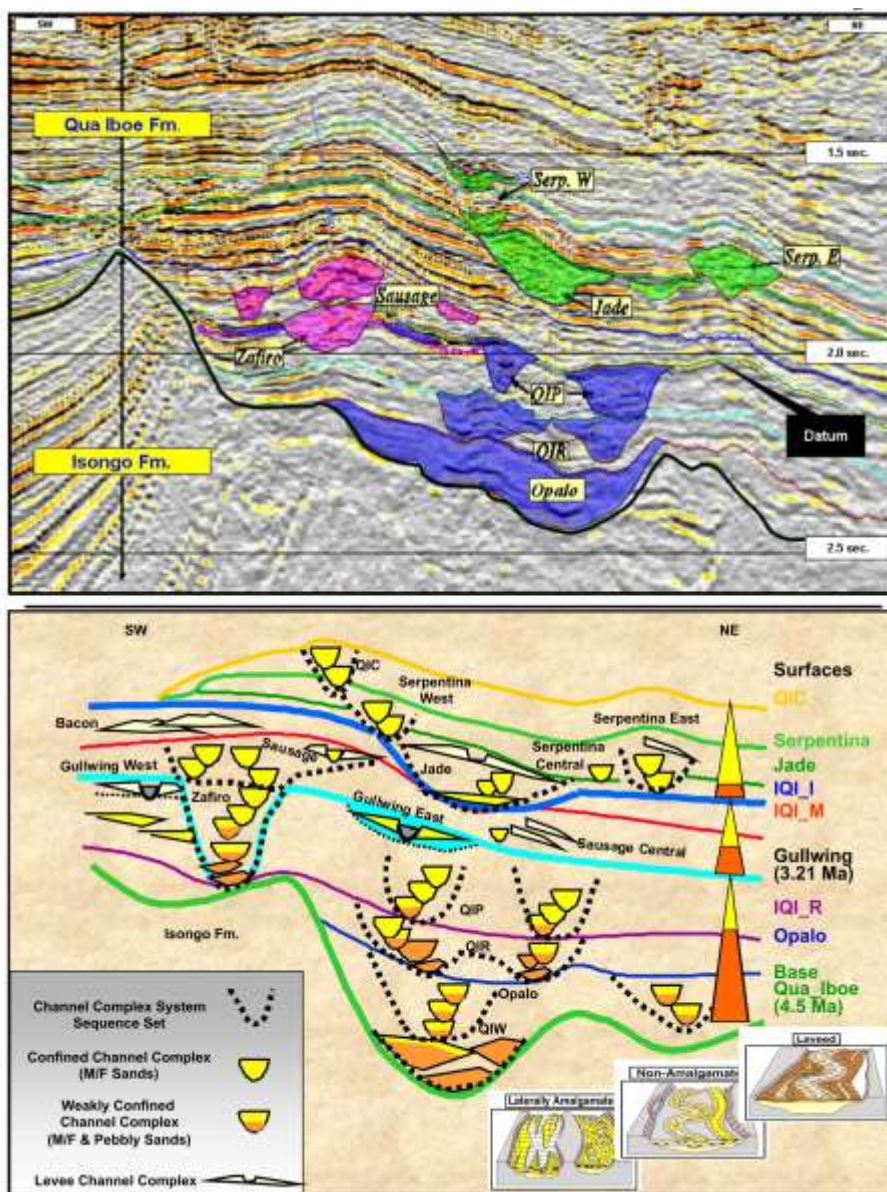 SW
NE
Qua Iboe Fm.
1.5 sec.
Serp. W
Serp. E
Sausage
Jade
Zafiro
2.0 sec.
QIP
Datum
QIR
Isongo Fm.
Opalo
2.5 sec.
SW
NE
Surfaces
QIC
QIC
Serpentina
West
Serpentina East
Serpentina
Bacon
Sausage
Serpentina
Central
Jade
Jade
IQI_I
Gullwing West
Zafiro
IQI_M
Gullwing East
Sausage Central
Gullwing
(3.21 Ma)
IQI_R
QIP
Isongo Fm.
Opalo
QIR
Base
Qua_Iboe
(4.5 Ma)
Opalo
QIW
Channel Complex System
Sequence Set
Confined Channel Complex
(M/F Sands)
Weakly Confined
Channel Complex
(M/F & Pebbly Sands)
Levee Channel Complex
Laterally Amalgamate
Non-Amalgamate
Leveed